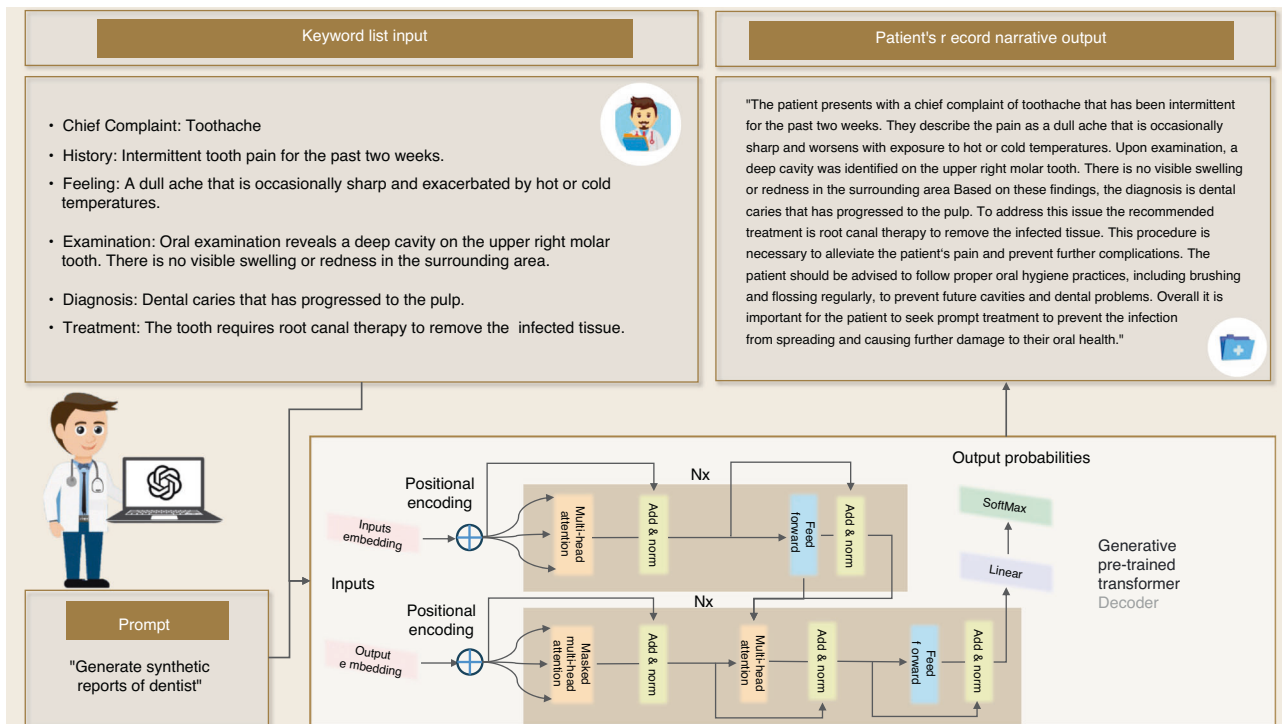 Keyword list input
• Chief Complaint: Toothache
• History: Intermittent tooth pain for the past two weeks.
• Feeling: A dull ache that is occasionally sharp and exacerbated by hot or cold
temperatures.
• Examination: Oral examination reveals a deep cavity on the upper right molar
tooth. There is no visible swelling or redness in the surrounding area.
• Diagnosis: Dental caries that has progressed to the pulp.
• Treatment: The tooth requires root canal therapy to remove the  infected tissue.
Patient's r ecord narrative output
"The patient presents with a chief complaint of toothache that has been intermittent
for the past two weeks. They describe the pain as a dull ache that is occasionally
sharp and worsens with exposure to hot or cold temperatures. Upon examination, a
deep cavity was identified on the upper right molar tooth. There is no visible swelling
or redness in the surrounding area Based on these findings, the diagnosis is dental
caries that has progressed to the pulp. To address this issue the recommended
treatment is root canal therapy to remove the infected tissue. This procedure is
necessary to alleviate the patient's pain and prevent further complications. The
patient should be advised to follow proper oral hygiene practices, including brushing
and flossing regularly, to prevent future cavities and dental problems. Overall it is
important for the patient to seek prompt treatment to prevent the infection
from spreading and causing further damage to their oral health."
Prompt
"Generate synthetic
reports of dentist"
Inputs
Positional
encoding
Inputs
embedding
Nx
Multi-head
attention
Add & norm
Feed
forward
Add & norm
Positional
encoding
Output
e mbedding
Nx
Masked
multi-head
attention
Add & norm
Multi-head
attention
Add & norm
Feed
f orward
Add & norm
Output probabilities
SoftMax
Linear
Generative
pre-trained
transformer
Decoder